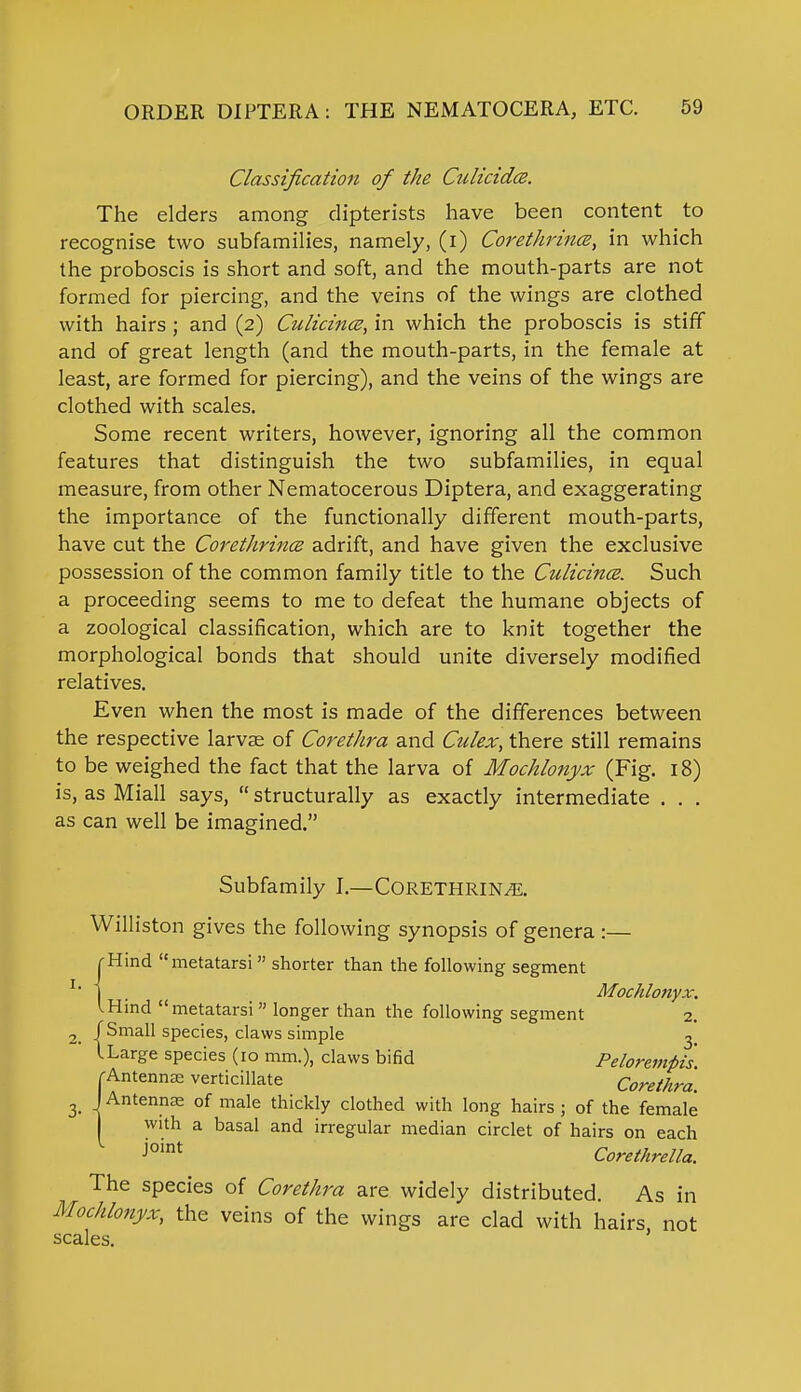 ORDER DIPTERA: THE NEMATOCERA, ETC. 59
Classification of the Culicidæ.
The elders among dipterists have been content to
recognise two subfamilies, namely, (1) Corethrinæ, in which
the proboscis is short and soft, and the mouth-parts are not
formed for piercing, and the veins of the wings are clothed
with hairs ; and (2) Culicinæ, in which the proboscis is stiff
and of great length (and the mouth-parts, in the female at
least, are formed for piercing), and the veins of the wings are
clothed with scales.
Some recent writers, however, ignoring all the common
features that distinguish the two subfamilies, in equal
measure, from other Nematocerous Diptera, and exaggerating
the importance of the functionally different mouth-parts,
have cut the Corethrinæ adrift, and have given the exclusive
possession of the common family title to the Culicinæ. Such
a proceeding seems to me to defeat the humane objects of
a zoological classification, which are to knit together the
morphological bonds that should unite diversely modified
relatives.
Even when the most is made of the differences between
the respective larvæ of Corethra and Culex, there still remains
to be weighed the fact that the larva of Mochlonyx (Fig. 18)
is, as Miall says, “structurally as exactly intermediate . . .
as can well be imagined.”
Subfamily I.—CORETHRINÆ.
Williston gives the following synopsis of genera :—
Hind “metatarsi” shorter than the following segment
1. Mochlonyx.
Hind “metatarsi” longer than the following segment 2.
2. Small species, claws simple 3.
Large species (10 mm.), claws bifid Pelorempis.
Antennæ verticillate Corethra.
3. Antennæ of male thickly clothed with long hairs ; of the female
with a basal and irregular median circlet of hairs on each
joint Corethrella.
The species of Corethra are widely distributed. As in
Mochlonyx, the veins of the wings are clad with hairs, not
scales.